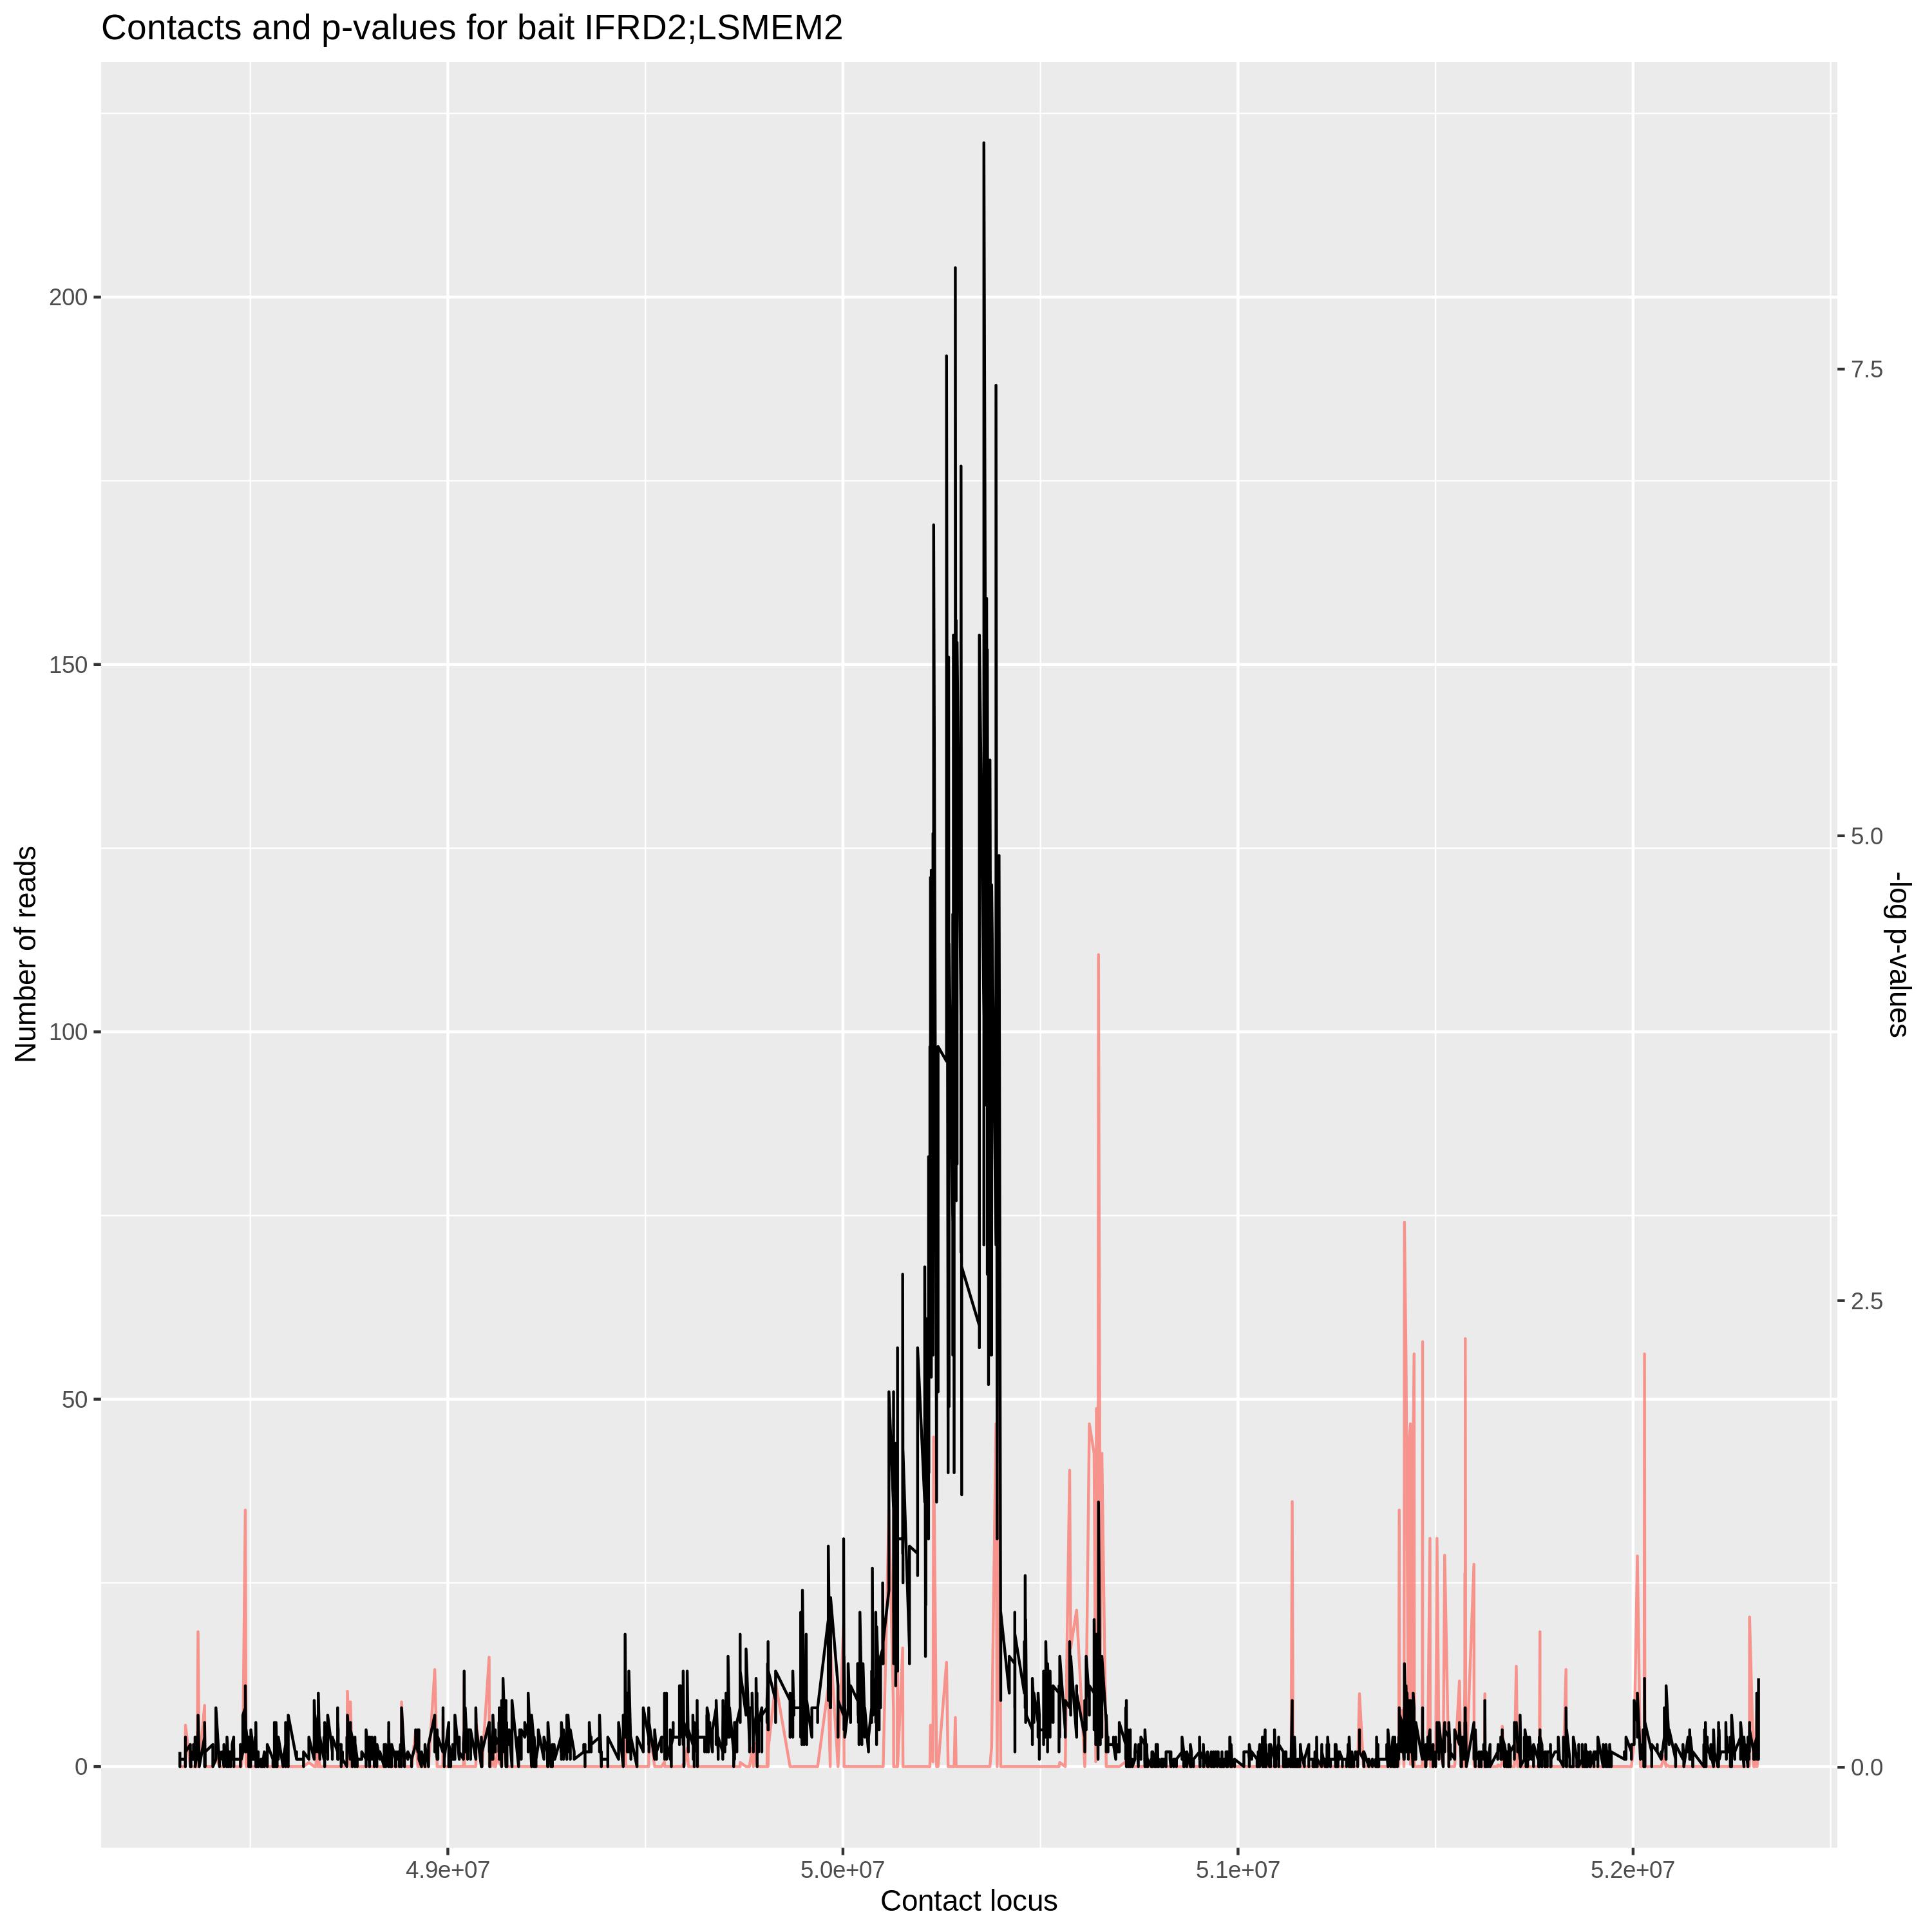 Contacts and p-values for bait IFRD2;LSMEM2
200
150
100
50
0
Number of reads
7.5
5.0
2.5
0.0
-log p-values
4.9e+07
5.0e+07
5.1e+07
5.2e+07
Contact locus